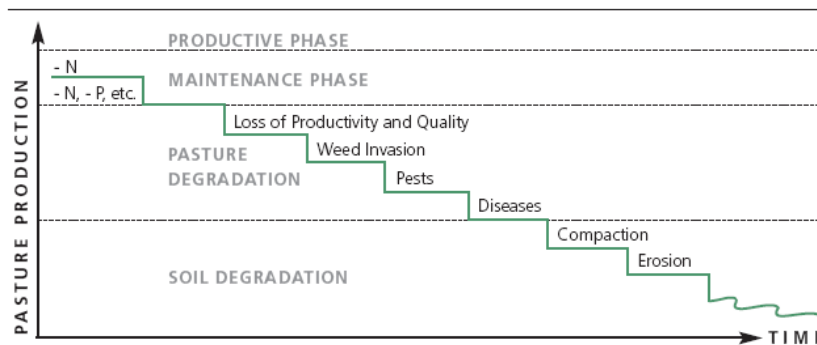 PRODUCTIVE PHASE
- N
MAINTENANCE PHASE
- N, - P, etc.
Loss of Productivity and Quality
Weed Invasion
PASTURE
DEGRADATION
Pests
Diseases
Compaction
Erosion
SOIL DEGRADATION
PASTURE PRODUCTION
TIM